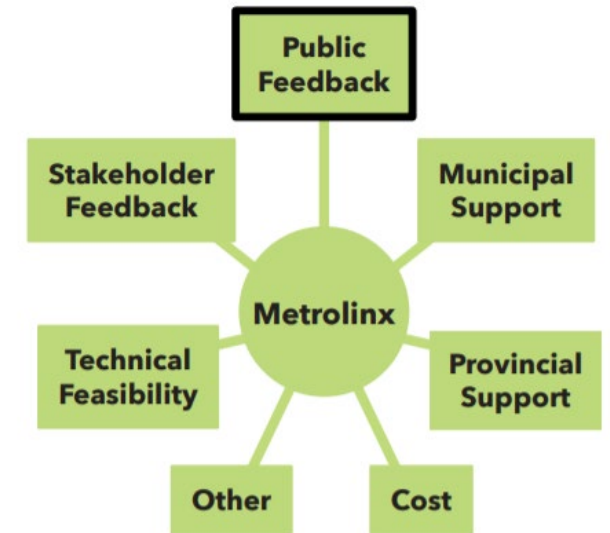 Public
Feedback
Stakeholder
Feedback
Municipal
Support
Metrolinx
Technical
Feasibility
Provincial
Support
Other
Cost